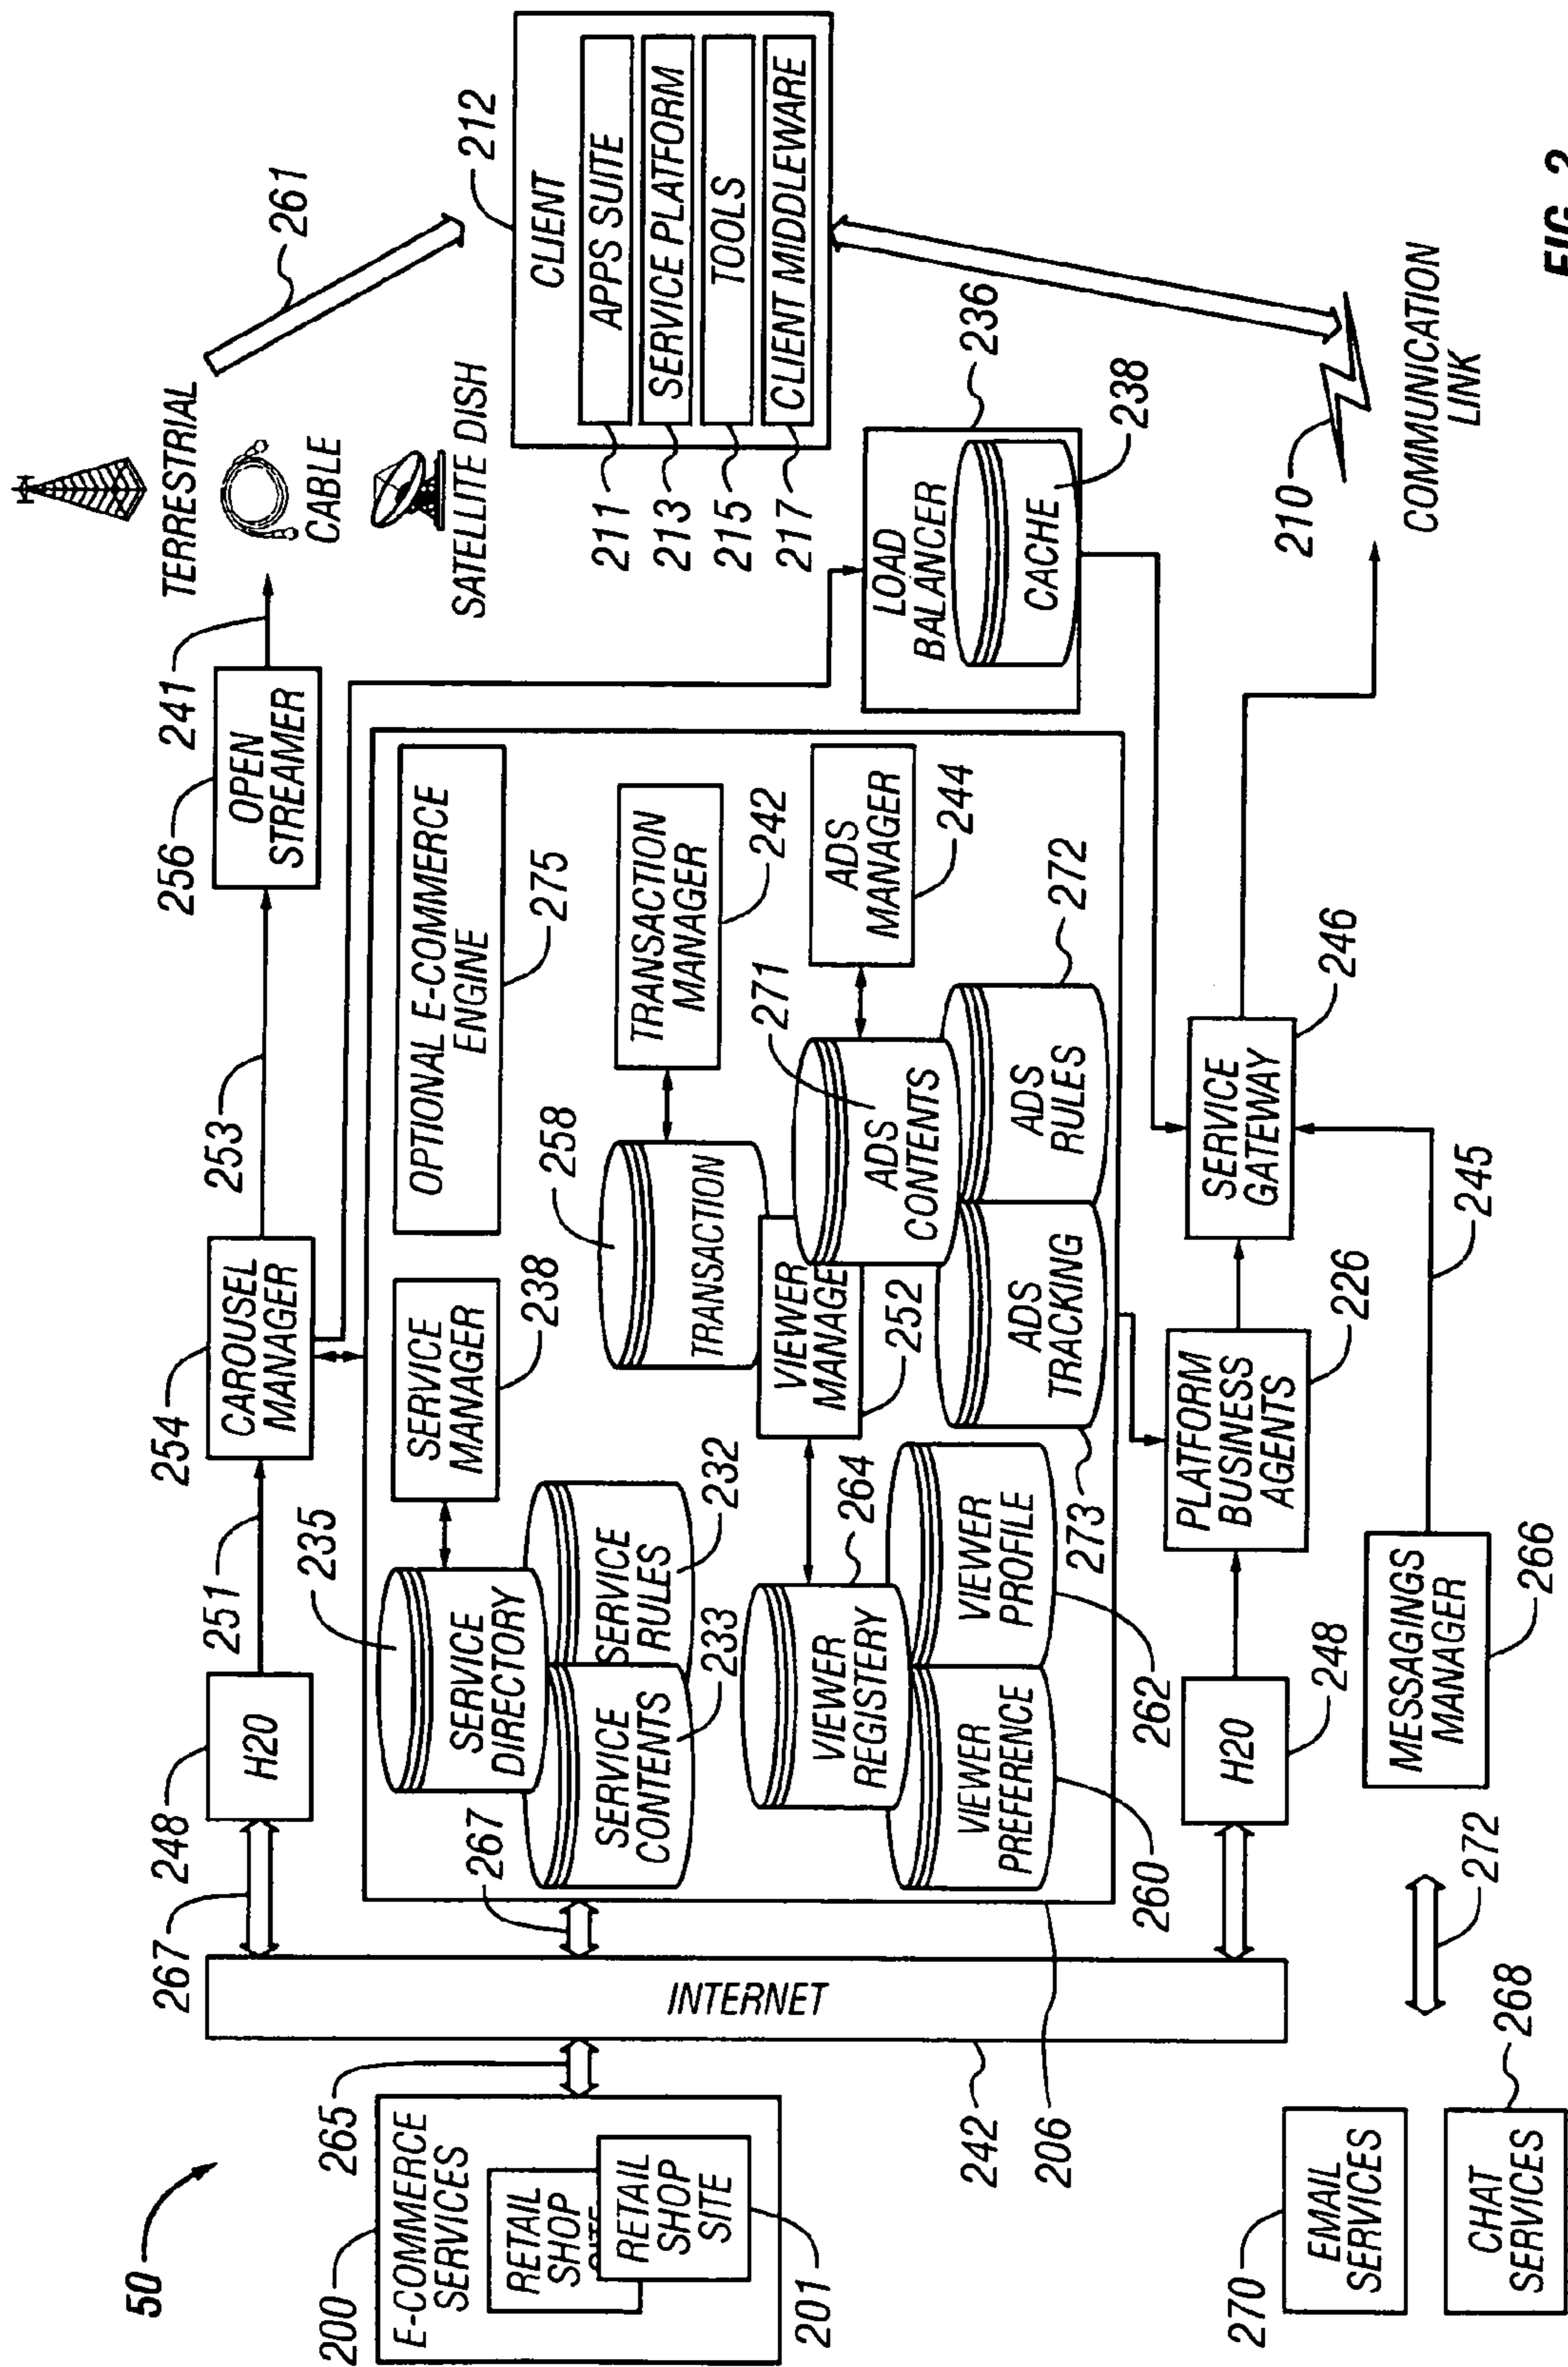 50
200
E-COMMERCE
SERVICES
RETAIL
SHOP
SITE
RETAIL
SHOP
SITE
201
265
INTERNET
242
206
267
248
H20
251
254
CAROUSEL
MANAGER
253
256
OPEN
STREAMER
241
TERRESTRIAL
CABLE
SATELLITE DISH
261
212
CLIENT
APPS SUITE
SERVICE PLATFORM
TOOLS
CLIENT MIDDLEWARE
211
213
215
217
235
SERVICE
DIRECTORY
SERVICE
CONTENTS
233
SERVICE
RULES
232
SERVICE
MANAGER
238
OPTIONAL E-COMMERCE
ENGINE
275
267
258
TRANSACTION
TRANSACTION
MANAGER
242
VIEWER
REGISTERY
264
VIEWER
PREFERENCE
260
VIEWER
PROFILE
262
VIEWER
MANAGE
252
271
ADS
CONTENTS
ADS
MANAGER
244
ADS
RULES
272
ADS
TRACKING
273
LOAD
BALANCER
236
CACHE
238
H20
248
PLATFORM
BUSINESS
AGENTS
226
SERVICE
GATEWAY
246
210
COMMUNICATION
LINK
MESSAGINGS
MANAGER
266
245
272
270
EMAIL
SERVICES
CHAT
SERVICES
268
FIG. 2